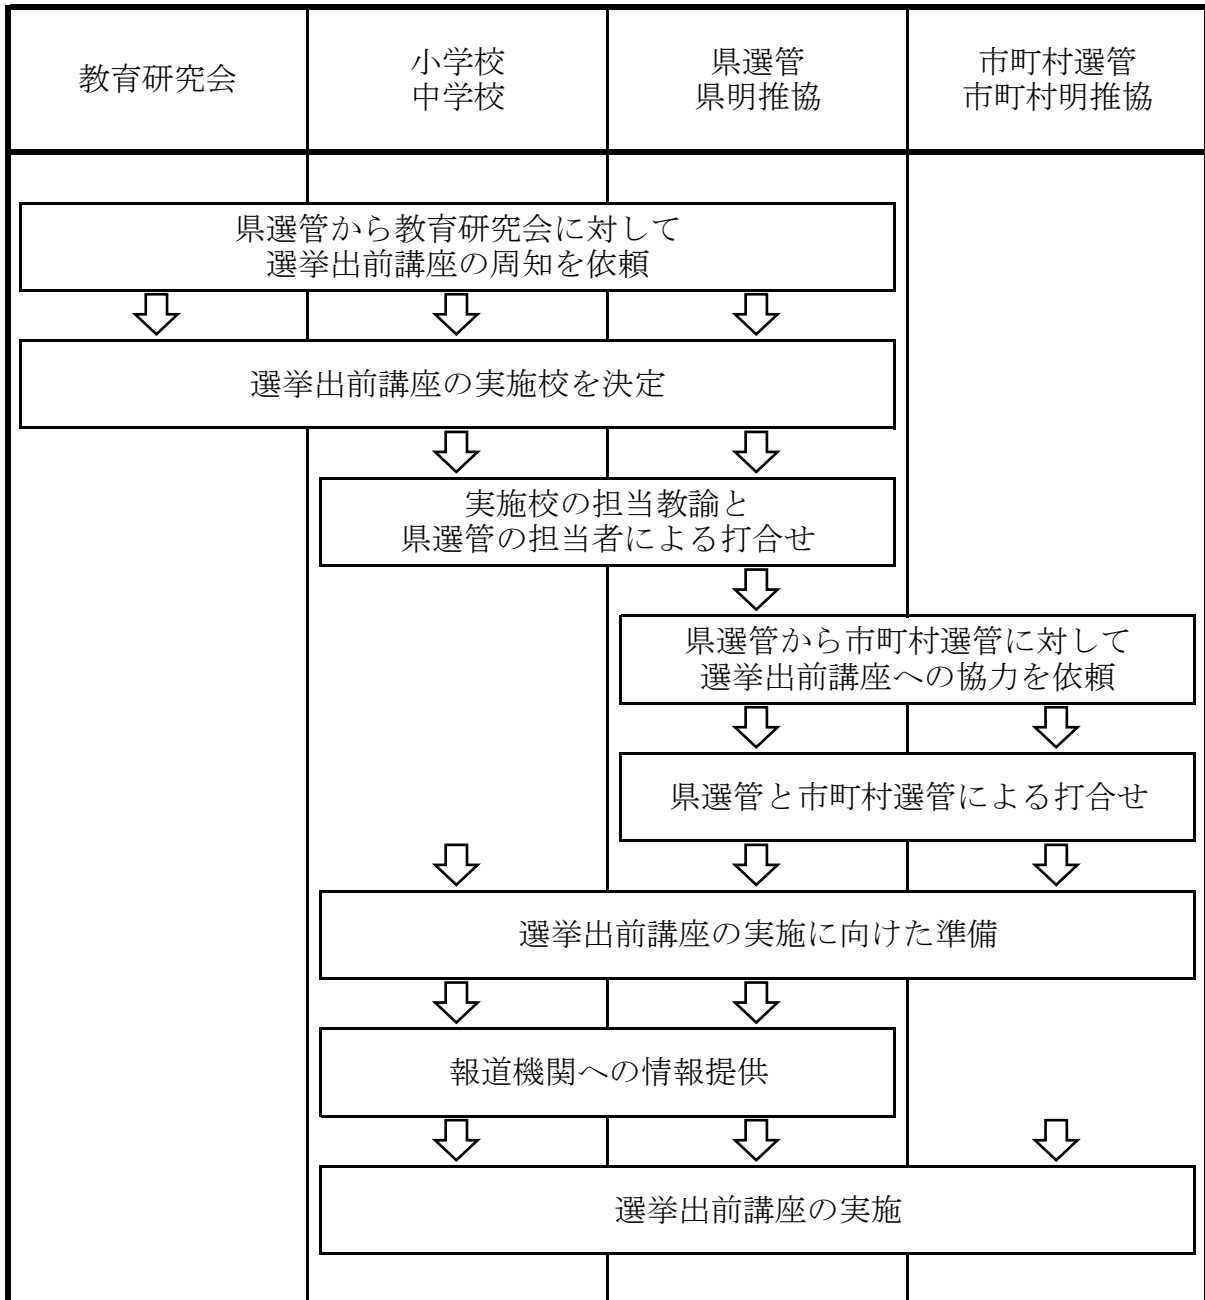 教育研究会
小学校
中学校
県選管
県明推協
市町村選管
市町村明推協
県選管から教育研究会に対して
選挙出前講座の周知を依頼
選挙出前講座の実施校を決定
実施校の担当教諭と
県選管の担当者による打合せ
県選管から市町村選管に対して
選挙出前講座への協力を依頼
県選管と市町村選管による打合せ
選挙出前講座の実施に向けた準備
報道機関への情報提供
選挙出前講座の実施